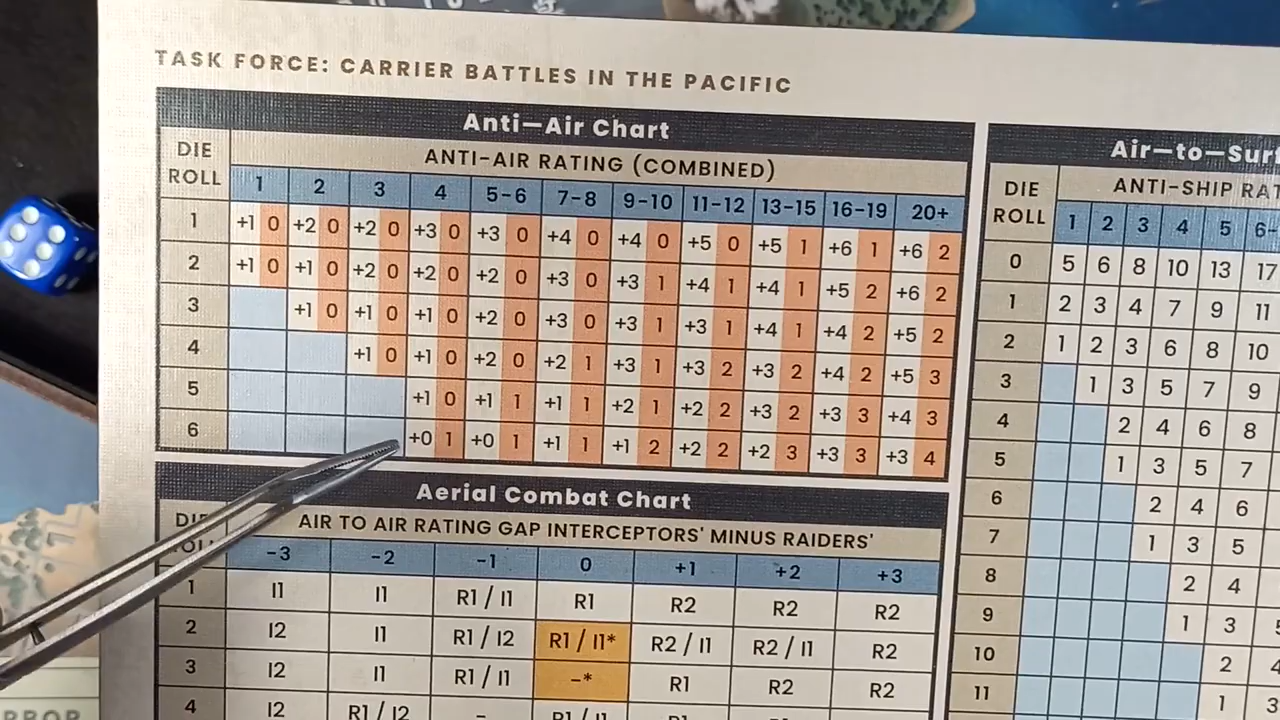 TASK FORCE: CARRIER BATTLES IN THE PACIFIC
Anti-Air Chart
DIE ROLL
ANTI-AIR RATING (COMBINED)
1 2 3 4 5-6 7-8 9-10 11-12 13-15 16-19 20+
1 +1 0 +2 0 +2 0 +3 0 +3 0 +4 0 +4 0 +5 0 +5 1 +6 1 +6 2
2 +1 0 +1 0 +2 0 +2 0 +2 0 +3 0 +3 1 +4 1 +4 1 +5 2 +6 2
3 +1 0 +1 0 +1 0 +2 0 +3 0 +3 1 +3 1 +4 1 +4 2 +5 2
4 +1 0 +1 0 +2 0 +2 1 +3 1 +3 2 +3 2 +4 2 +5 3
5 +1 0 +1 1 +1 1 +2 1 +2 2 +3 2 +3 3 +4 3
6 +0 1 +0 1 +1 1 +1 2 +2 2 +2 3 +3 3 +3 4
Aerial Combat Chart
AIR TO AIR RATING GAP INTERCEPTORS' MINUS RAIDERS'
-3 -2 -1 0 +1 +2 +3
1 I1 I1 R1 / I1 R1 R2 R2 R2
2 I2 I1 R1 / I2 R1 / I1* R2 / I1 R2 / I1 R2
3 I2 I1 R1 / I1 -* R1 R2 R2
4 I2 R1 / I2 -
Air-to-Sur
DIE ROLL
ANTI-SHIP RAT
1 2 3 4 5 6-
0 5 6 8 10 13 17
1 2 3 4 7 9 11
2 1 2 3 6 8 10
3 1 3 5 7 9
4 2 4 6 8
5 1 3 5 7
6 2 4 6
7 1 3 5
8 2 4
9 1 3
10 2 4
11 1 3